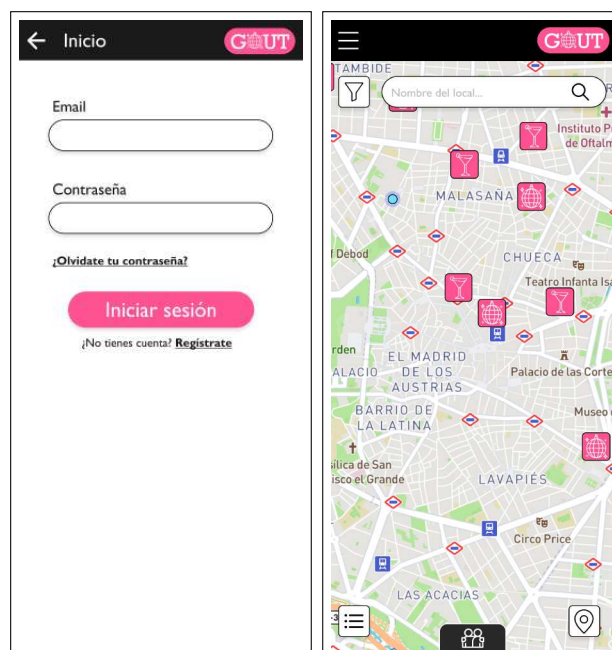 Inicio
GOUT
Email
Contraseña
¿Olvidate tu contraseña?
Iniciar sesión
¿No tienes cuenta? Regístrate
GOUT
TAMBIDE
Nombre del local...
Instituto P
de Oftalm
MALASAÑA
Debod
CHUECA
Teatro Infanta Isa
rden
EL MADRID
DE LOS
AUSTRIAS
ALACIO
Palacio de las Corte
BARRIO DE
LA LATINA
Museo
ílica de San
isco el Grande
LAVAPIÉS
Circo Price
LAS ACACIAS